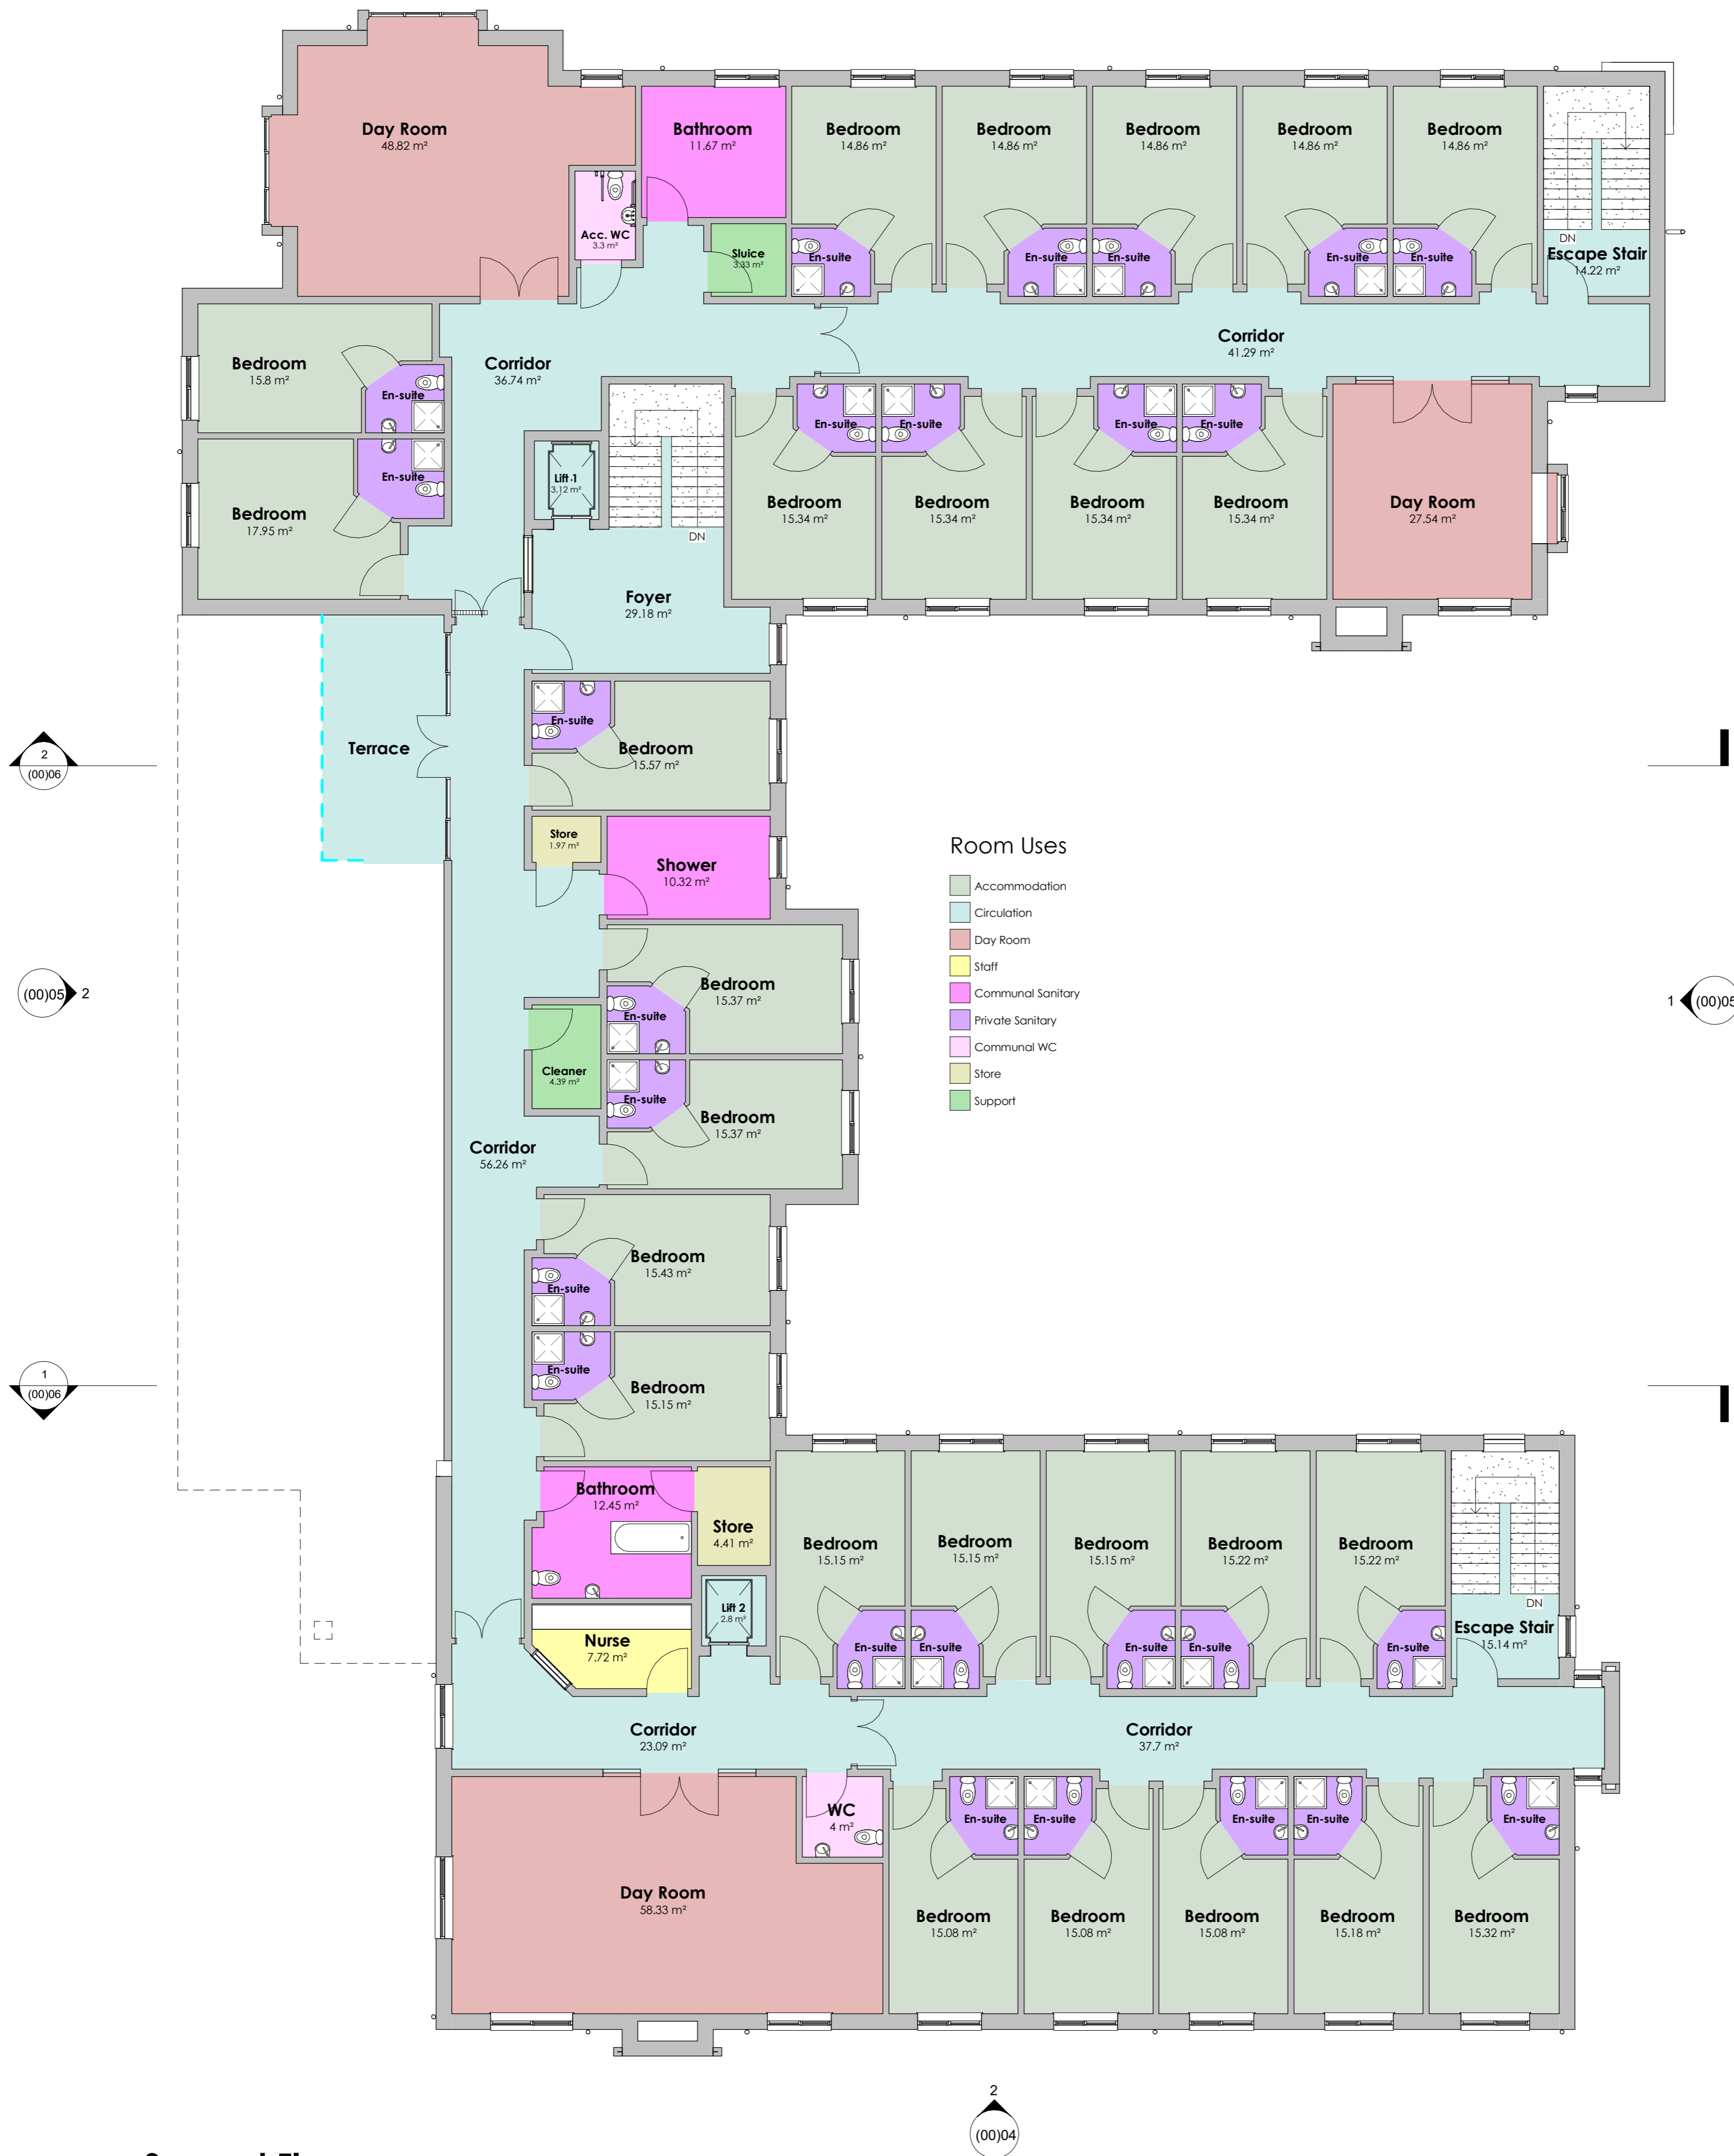 Day Room
48.82 m²
Bathroom
11.67 m²
Bedroom
14.86 m²
Bedroom
14.86 m²
Bedroom
14.86 m²
Bedroom
14.86 m²
Bedroom
14.86 m²
Acc. WC
3.3 m²
Sluice
3.33 m²
En-suite
En-suite
En-suite
En-suite
En-suite
DN
Escape Stair
14.22 m²
Bedroom
15.8 m²
En-suite
Corridor
36.74 m²
Corridor
41.29 m²
En-suite
En-suite
En-suite
En-suite
En-suite
Bedroom
17.95 m²
Lift 1
3.12 m²
DN
Bedroom
15.34 m²
Bedroom
15.34 m²
Bedroom
15.34 m²
Bedroom
15.34 m²
Day Room
27.54 m²
Foyer
29.18 m²
En-suite
Bedroom
15.57 m²
Terrace
2
(00)06
Store
1.97 m²
Shower
10.32 m²
Room Uses
Accommodation
Circulation
Day Room
Staff
Communal Sanitary
Private Sanitary
Communal WC
Store
Support
(00)05
2
1
(00)05
Bedroom
15.37 m²
En-suite
Cleaner
4.39 m²
En-suite
Bedroom
15.37 m²
Corridor
56.26 m²
Bedroom
15.43 m²
En-suite
En-suite
Bedroom
15.15 m²
1
(00)06
Bathroom
12.45 m²
Store
4.41 m²
Bedroom
15.15 m²
Bedroom
15.15 m²
Bedroom
15.15 m²
Bedroom
15.22 m²
Bedroom
15.22 m²
DN
Escape Stair
15.14 m²
Lift 2
2.8 m²
Nurse
7.72 m²
En-suite
En-suite
En-suite
En-suite
En-suite
Corridor
23.09 m²
Corridor
37.7 m²
WC
4 m²
En-suite
En-suite
En-suite
En-suite
En-suite
Day Room
58.33 m²
Bedroom
15.08 m²
Bedroom
15.08 m²
Bedroom
15.08 m²
Bedroom
15.18 m²
Bedroom
15.32 m²
2
(00)04